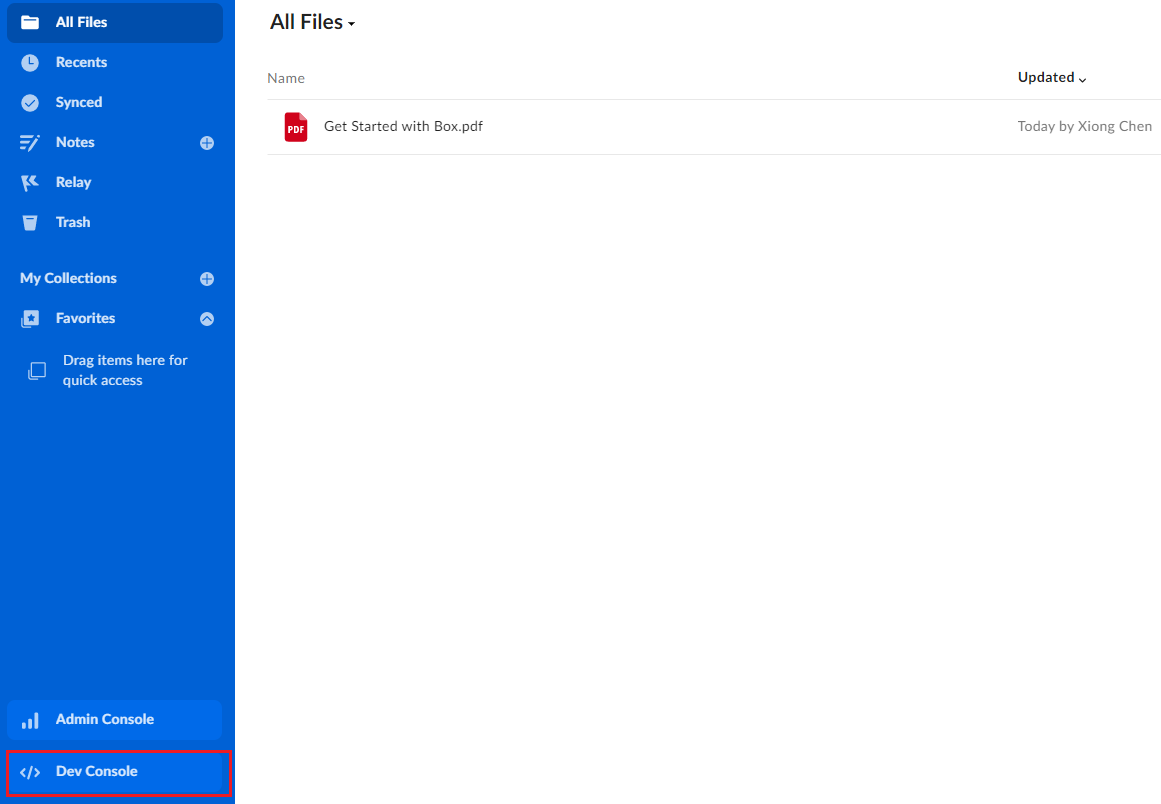 All Files
Recents
Synced
Notes
Relay
Trash
My Collections
Favorites
Drag items here for
quick access
Admin Console
Dev Console
All Files
Name
Updated
PDF
Get Started with Box.pdf
Today by Xiong Chen